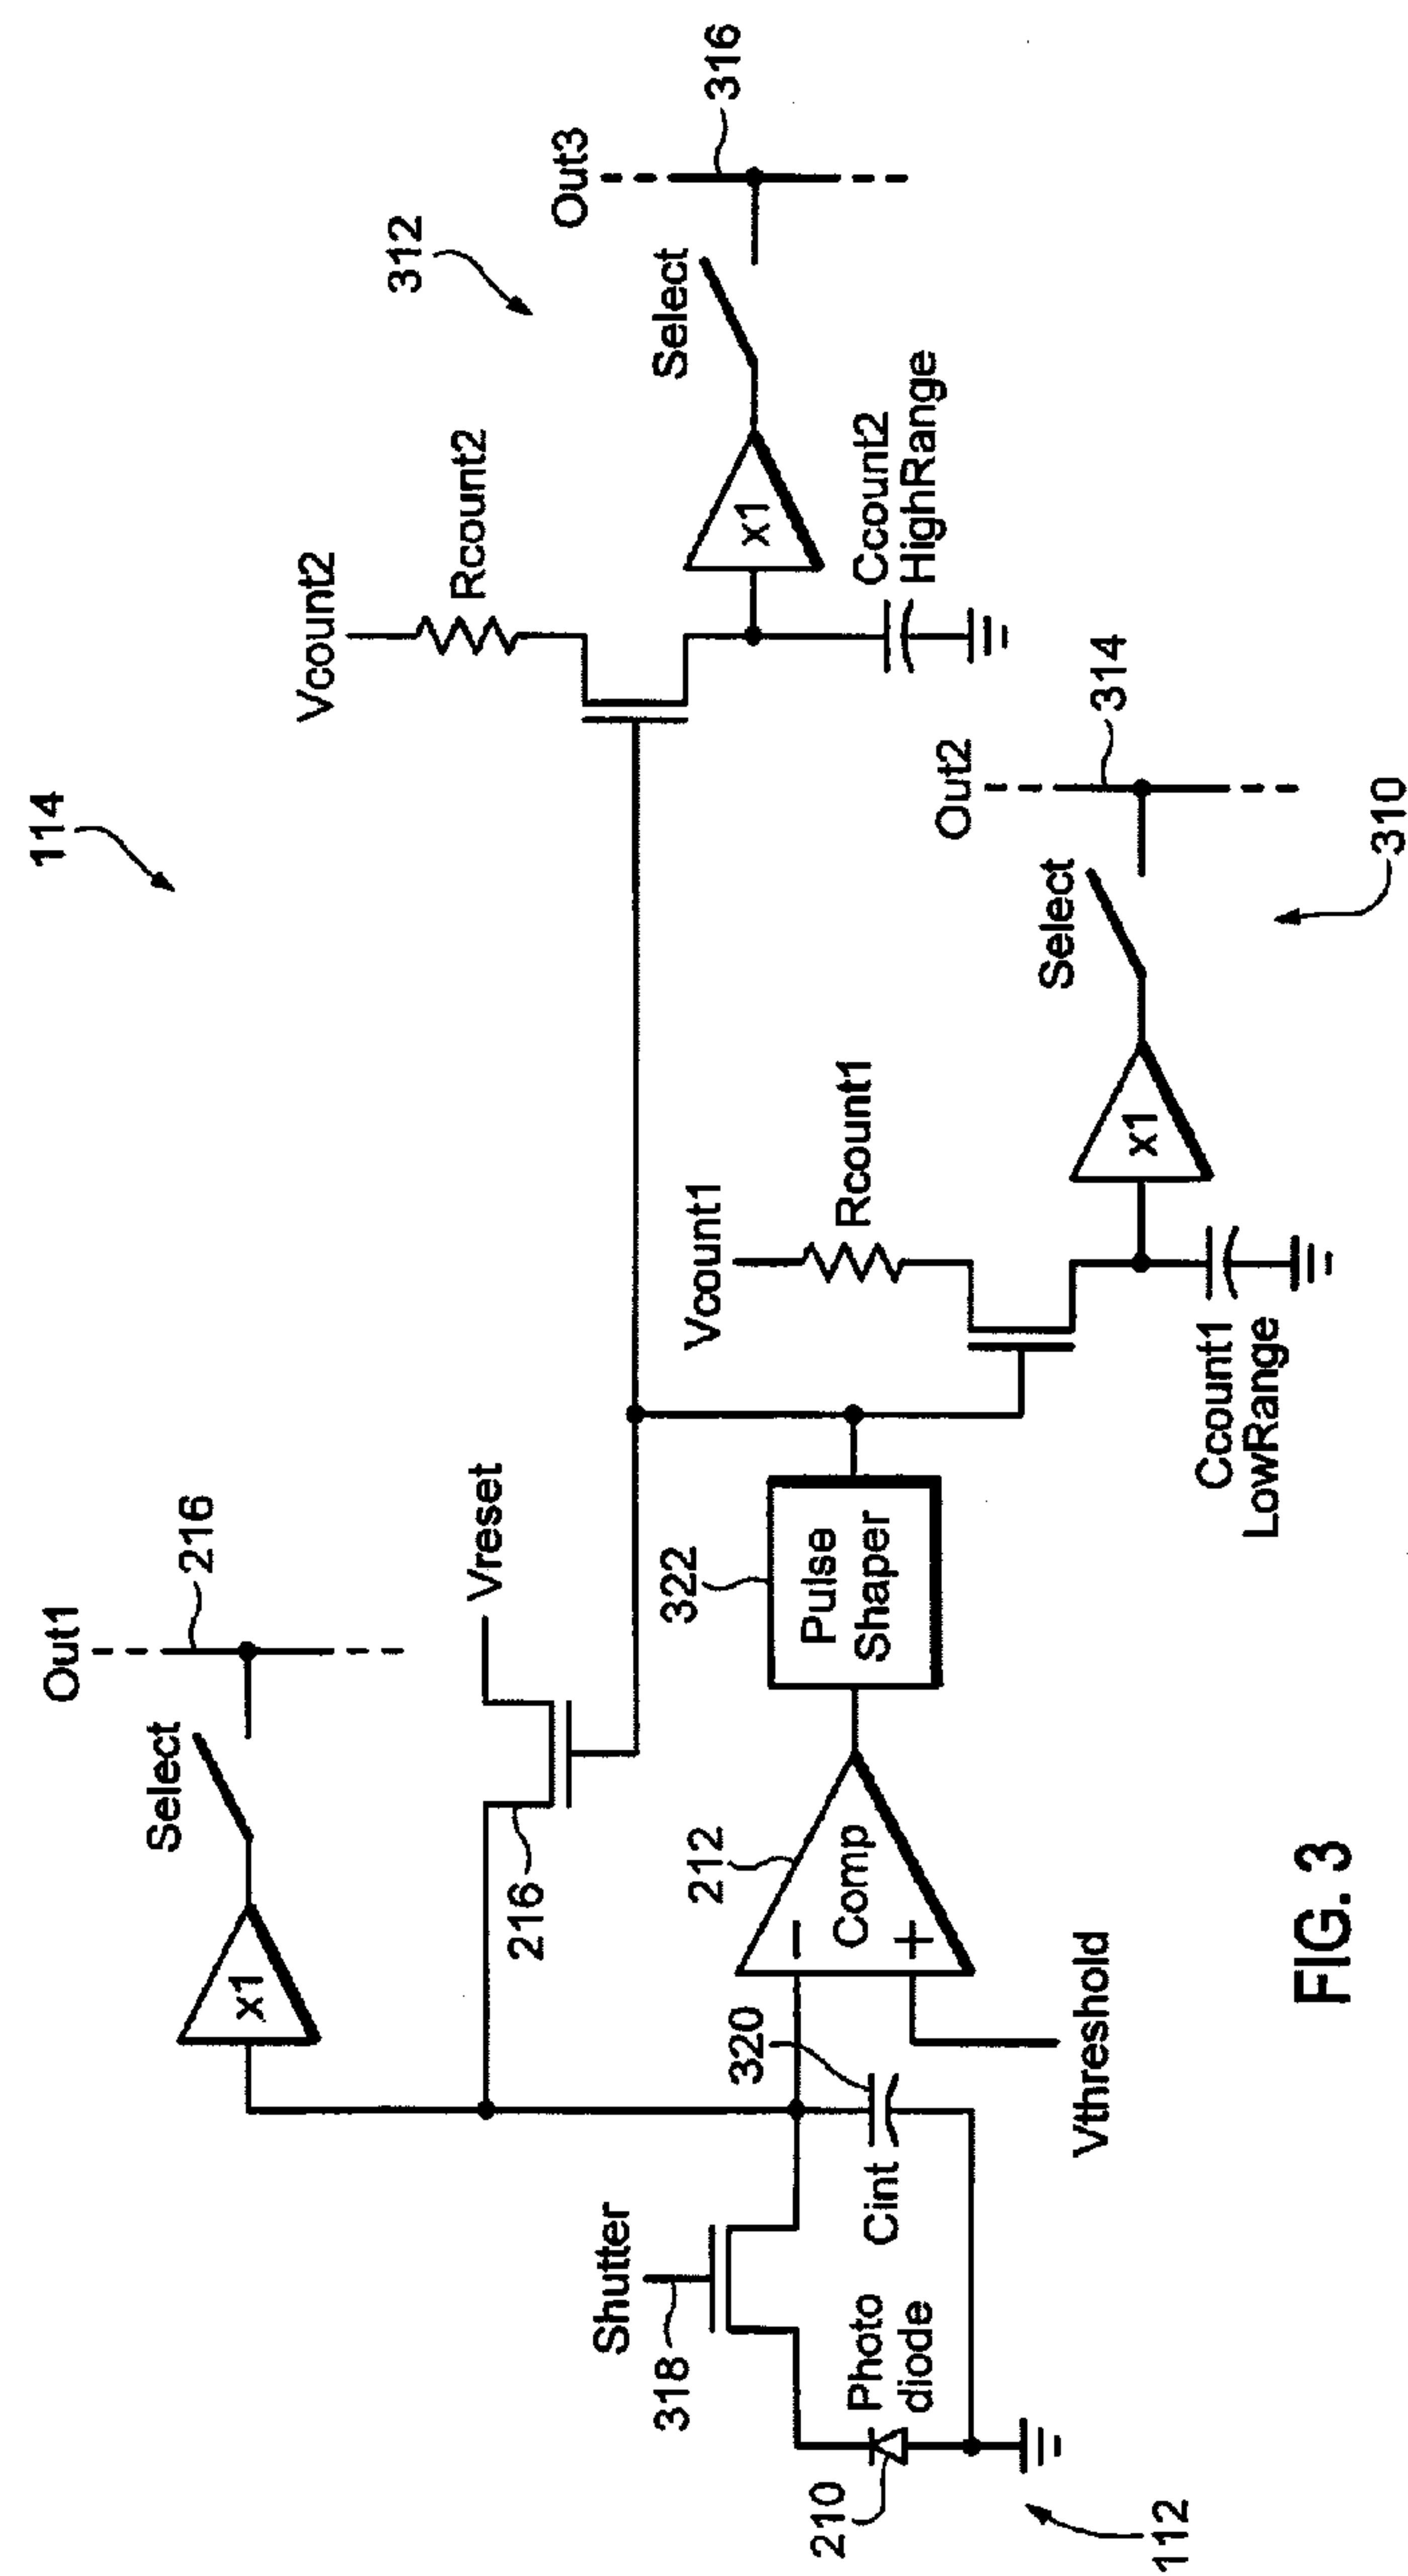 114
Out1
216
Select
x1
Vreset
216
Shutter
318
Photo
diode
210
112
Cint
320
Vthreshold
212
Comp
−
+
322
Pulse
Shaper
Vcount1
Rcount1
Ccount1
LowRange
x1
Select
Out2
314
310
Vcount2
Rcount2
Ccount2
HighRange
x1
Select
312
Out3
316
FIG. 3